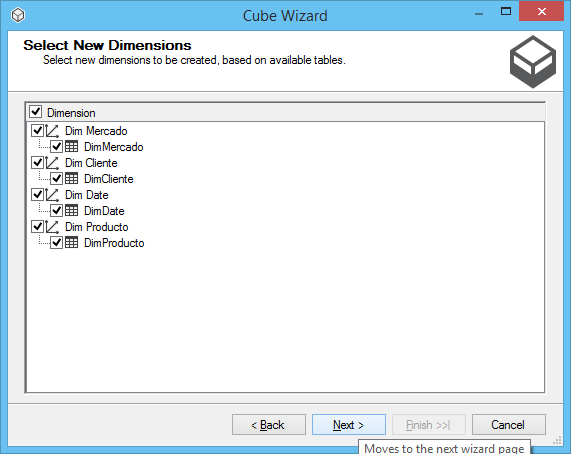 Cube Wizard
Select New Dimensions
Select new dimensions to be created, based on available tables.
Dimension
Dim Mercado
DimMercado
Dim Cliente
DimCliente
Dim Date
DimDate
Dim Producto
DimProducto
< Back
Next >
Finish >>|
Cancel
Moves to the next wizard page